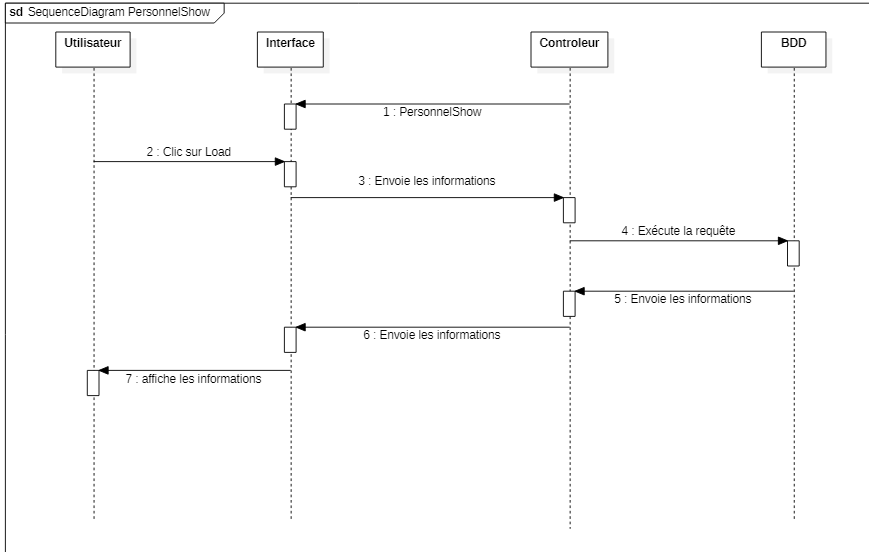 sd SequenceDiagram PersonnelShow
Utilisateur
Interface
Controleur
BDD
1 : PersonnelShow
2 : Clic sur Load
3 : Envoie les informations
4 : Exécute la requête
5 : Envoie les informations
6 : Envoie les informations
7 : affiche les informations